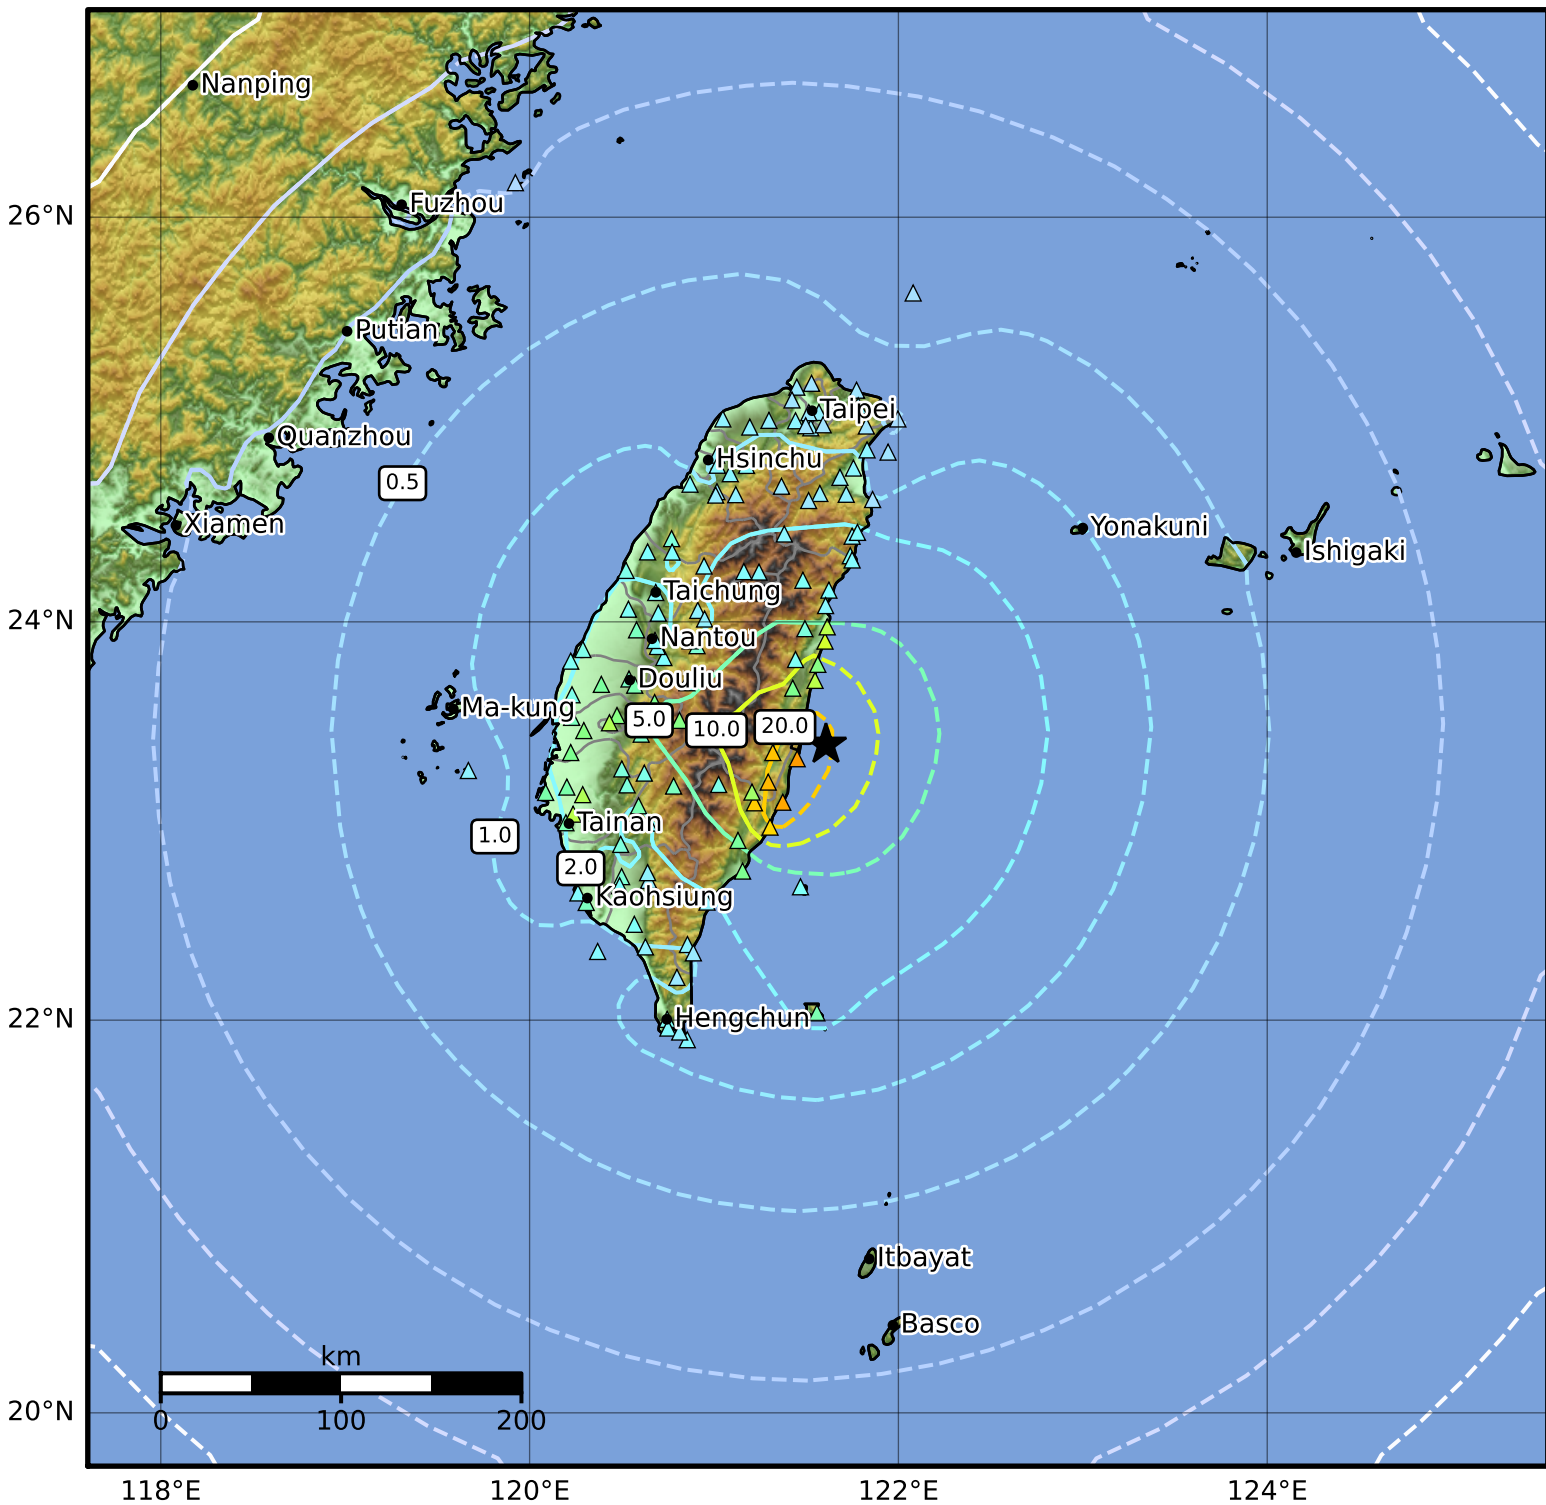 Nanping
Fuzhou
26°N
Putian
Taipei
Quanzhou
Hsinchu
0.5
Xiamen
Yonakuni
Ishigaki
Taichung
24°N
Nantou
Douliu
Ma-kung
5.0
10.0
20.0
Tainan
1.0
2.0
Kaohsiung
22°N
Hengchun
Itbayat
Basco
km
0 100 200
20°N
118°E 120°E 122°E 124°E